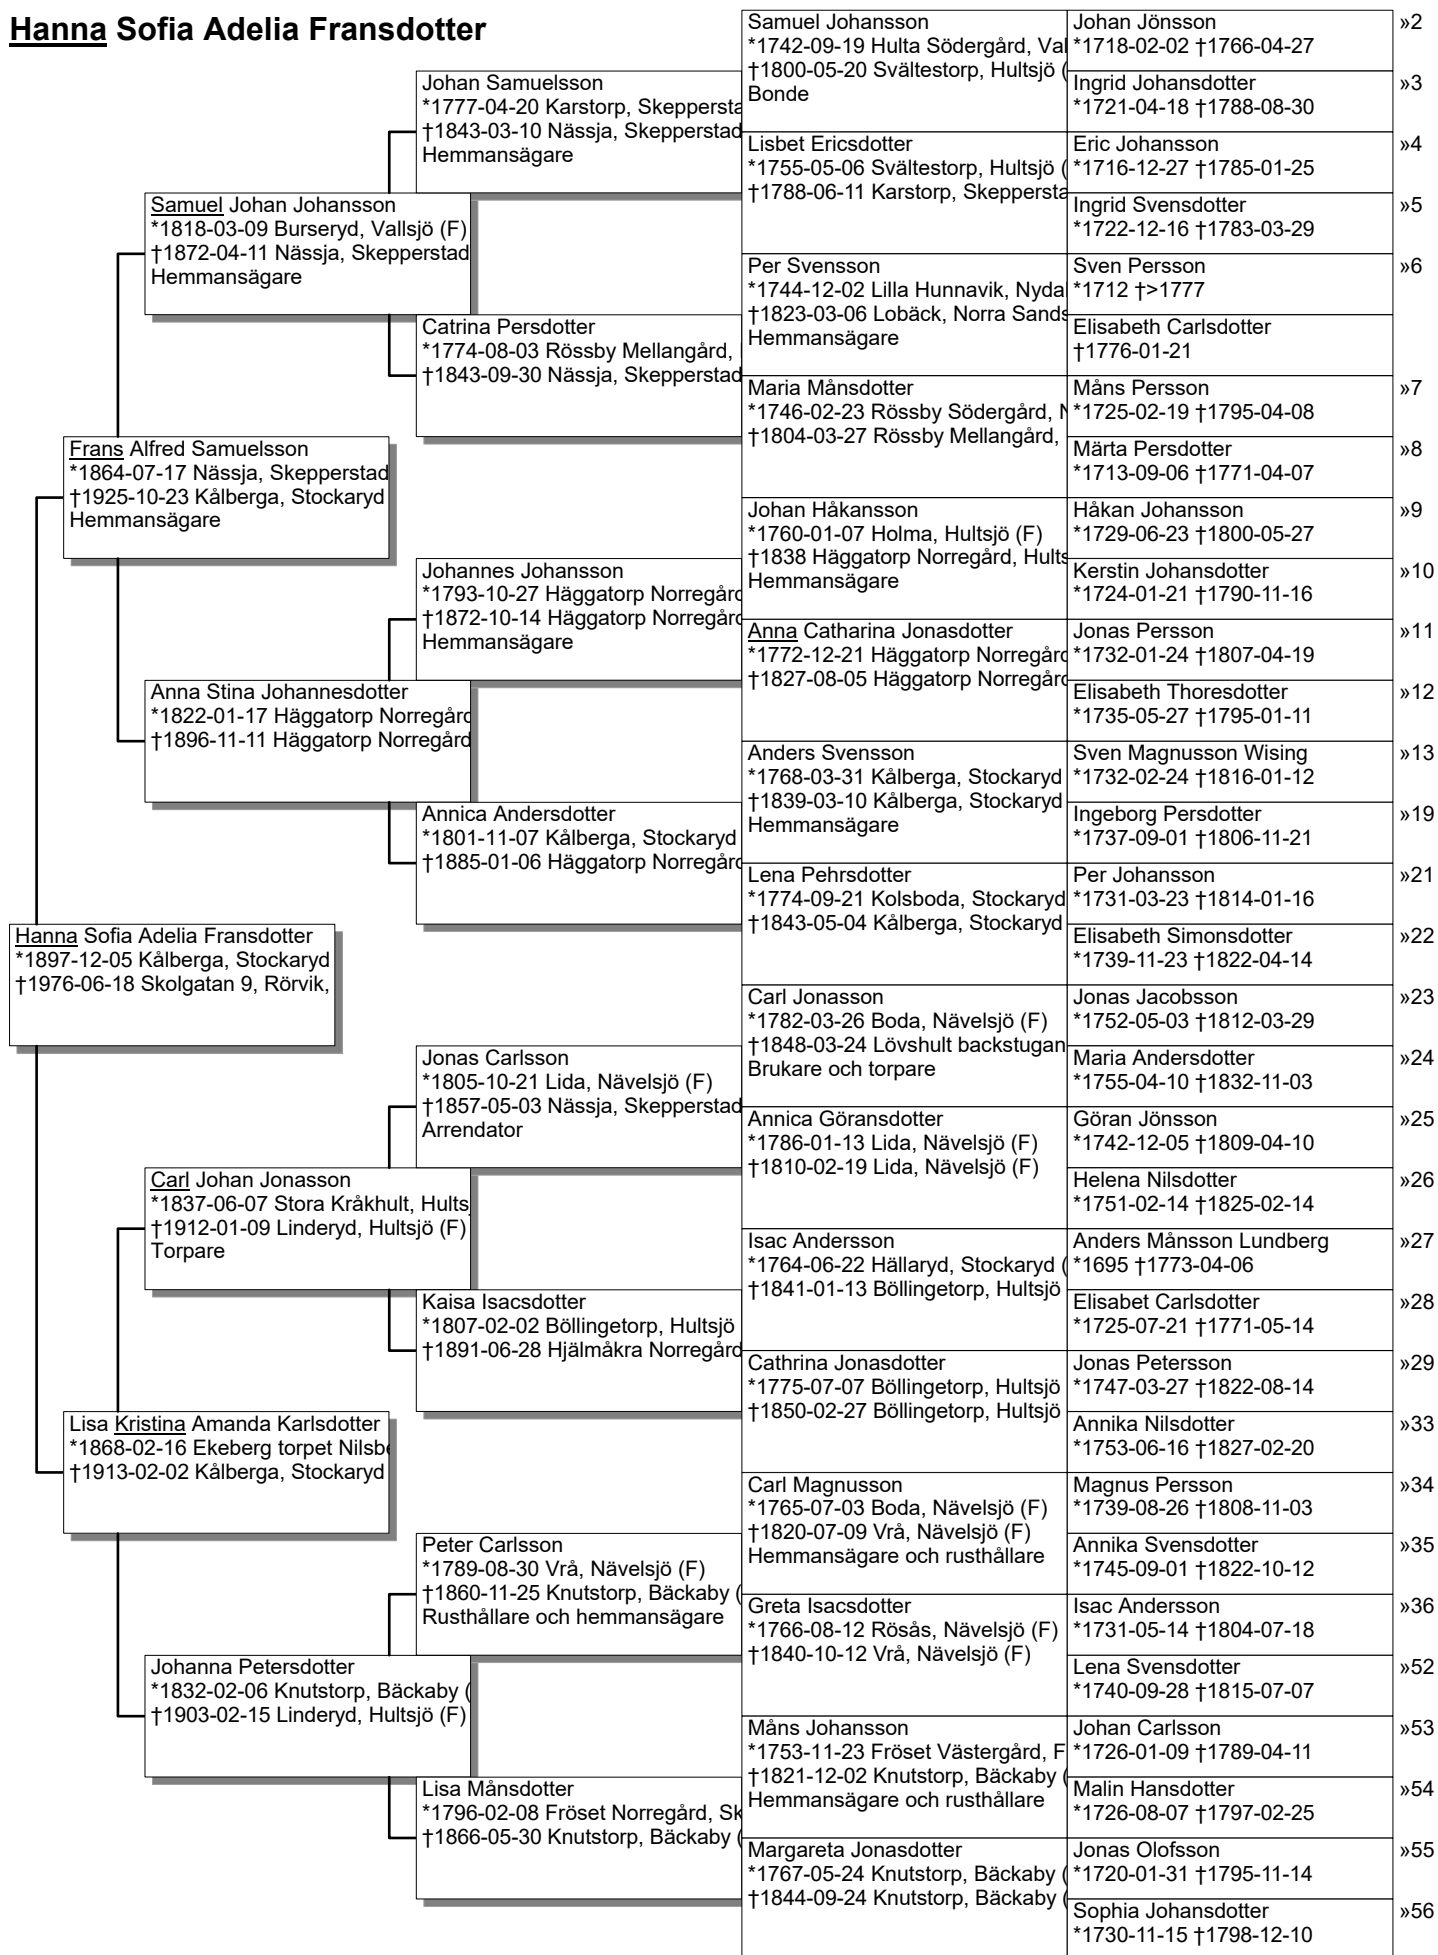 Hanna Sofia Adelia Fransdotter
Hanna Sofia Adelia Fransdotter
*1897-12-05 Kålberga, Stockaryd
†1976-06-18 Skolgatan 9, Rörvik,
Frans Alfred Samuelsson
*1864-07-17 Nässja, Skepperstad
†1925-10-23 Kålberga, Stockaryd
Hemmansägare
Lisa Kristina Amanda Karlsdotter
*1868-02-16 Ekeberg torpet Nilsbe
†1913-02-02 Kålberga, Stockaryd
Samuel Johan Johansson
*1818-03-09 Burseryd, Vallsjö (F)
†1872-04-11 Nässja, Skepperstad
Hemmansägare
Anna Stina Johannesdotter
*1822-01-17 Häggatorp Norregård
†1896-11-11 Häggatorp Norregård
Carl Johan Jonasson
*1837-06-07 Stora Kråkhult, Hults
†1912-01-09 Linderyd, Hultsjö (F)
Torpare
Johanna Petersdotter
*1832-02-06 Knutstorp, Bäckaby (
†1903-02-15 Linderyd, Hultsjö (F)
Johan Samuelsson
*1777-04-20 Karstorp, Skeppersta
†1843-03-10 Nässja, Skepperstad
Hemmansägare
Catrina Persdotter
*1774-08-03 Rössby Mellangård,
†1843-09-30 Nässja, Skepperstad
Johannes Johansson
*1793-10-27 Häggatorp Norregård
†1872-10-14 Häggatorp Norregård
Hemmansägare
Annica Andersdotter
*1801-11-07 Kålberga, Stockaryd
†1885-01-06 Häggatorp Norregård
Jonas Carlsson
*1805-10-21 Lida, Nävelsjö (F)
†1857-05-03 Nässja, Skepperstad
Arrendator
Kaisa Isacsdotter
*1807-02-02 Böllingetorp, Hultsjö
†1891-06-28 Hjälmåkra Norregård
Peter Carlsson
*1789-08-30 Vrå, Nävelsjö (F)
†1860-11-25 Knutstorp, Bäckaby (
Rusthållare och hemmansägare
Lisa Månsdotter
*1796-02-08 Fröset Norregård, Sk
†1866-05-30 Knutstorp, Bäckaby (
Samuel Johansson
*1742-09-19 Hulta Södergård, Val
†1800-05-20 Svältestorp, Hultsjö (
Bonde
Lisbet Ericsdotter
*1755-05-06 Svältestorp, Hultsjö (
†1788-06-11 Karstorp, Skeppersta
Per Svensson
*1744-12-02 Lilla Hunnavik, Nydal
†1823-03-06 Lobäck, Norra Sands
Hemmansägare
Maria Månsdotter
*1746-02-23 Rössby Södergård, N
†1804-03-27 Rössby Mellangård,
Johan Håkansson
*1760-01-07 Holma, Hultsjö (F)
†1838 Häggatorp Norregård, Hults
Hemmansägare
Anna Catharina Jonasdotter
*1772-12-21 Häggatorp Norregård
†1827-08-05 Häggatorp Norregård
Anders Svensson
*1768-03-31 Kålberga, Stockaryd
†1839-03-10 Kålberga, Stockaryd
Hemmansägare
Lena Pehrsdotter
*1774-09-21 Kolsboda, Stockaryd
†1843-05-04 Kålberga, Stockaryd
Carl Jonasson
*1782-03-26 Boda, Nävelsjö (F)
†1848-03-24 Lövshult backstugan
Brukare och torpare
Annica Göransdotter
*1786-01-13 Lida, Nävelsjö (F)
†1810-02-19 Lida, Nävelsjö (F)
Isac Andersson
*1764-06-22 Hällaryd, Stockaryd (
†1841-01-13 Böllingetorp, Hultsjö
Cathrina Jonasdotter
*1775-07-07 Böllingetorp, Hultsjö
†1850-02-27 Böllingetorp, Hultsjö
Carl Magnusson
*1765-07-03 Boda, Nävelsjö (F)
†1820-07-09 Vrå, Nävelsjö (F)
Hemmansägare och rusthållare
Greta Isacsdotter
*1766-08-12 Rösås, Nävelsjö (F)
†1840-10-12 Vrå, Nävelsjö (F)
Måns Johansson
*1753-11-23 Fröset Västergård, F
†1821-12-02 Knutstorp, Bäckaby (
Hemmansägare och rusthållare
Margareta Jonasdotter
*1767-05-24 Knutstorp, Bäckaby (
†1844-09-24 Knutstorp, Bäckaby (
Johan Jönsson »2
*1718-02-02 †1766-04-27
Ingrid Johansdotter »3
*1721-04-18 †1788-08-30
Eric Johansson »4
*1716-12-27 †1785-01-25
Ingrid Svensdotter »5
*1722-12-16 †1783-03-29
Sven Persson »6
*1712 †>1777
Elisabeth Carlsdotter
†1776-01-21
Måns Persson »7
*1725-02-19 †1795-04-08
Märta Persdotter »8
*1713-09-06 †1771-04-07
Håkan Johansson »9
*1729-06-23 †1800-05-27
Kerstin Johansdotter »10
*1724-01-21 †1790-11-16
Jonas Persson »11
*1732-01-24 †1807-04-19
Elisabeth Thoresdotter »12
*1735-05-27 †1795-01-11
Sven Magnusson Wising »13
*1732-02-24 †1816-01-12
Ingeborg Persdotter »19
*1737-09-01 †1806-11-21
Per Johansson »21
*1731-03-23 †1814-01-16
Elisabeth Simonsdotter »22
*1739-11-23 †1822-04-14
Jonas Jacobsson »23
*1752-05-03 †1812-03-29
Maria Andersdotter »24
*1755-04-10 †1832-11-03
Göran Jönsson »25
*1742-12-05 †1809-04-10
Helena Nilsdotter »26
*1751-02-14 †1825-02-14
Anders Månsson Lundberg »27
*1695 †1773-04-06
Elisabet Carlsdotter »28
*1725-07-21 †1771-05-14
Jonas Petersson »29
*1747-03-27 †1822-08-14
Annika Nilsdotter »33
*1753-06-16 †1827-02-20
Magnus Persson »34
*1739-08-26 †1808-11-03
Annika Svensdotter »35
*1745-09-01 †1822-10-12
Isac Andersson »36
*1731-05-14 †1804-07-18
Lena Svensdotter »52
*1740-09-28 †1815-07-07
Johan Carlsson »53
*1726-01-09 †1789-04-11
Malin Hansdotter »54
*1726-08-07 †1797-02-25
Jonas Olofsson »55
*1720-01-31 †1795-11-14
Sophia Johansdotter »56
*1730-11-15 †1798-12-10